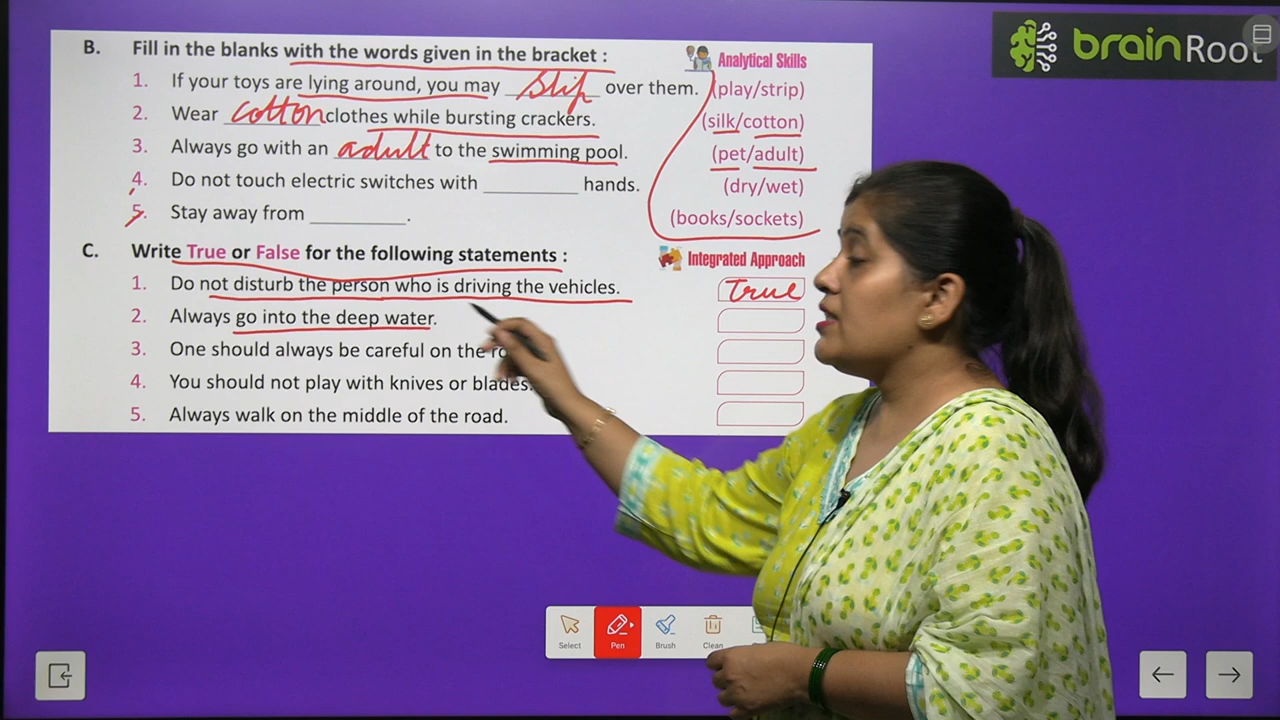 brainRoot
B. Fill in the blanks with the words given in the bracket :
Analytical Skills
1. If your toys are lying around, you may slip over them. (play/strip)
2. Wear cotton clothes while bursting crackers. (silk/cotton)
3. Always go with an adult to the swimming pool. (pet/adult)
4. Do not touch electric switches with __________ hands. (dry/wet)
5. Stay away from __________. (books/sockets)
C. Write True or False for the following statements :
Integrated Approach
1. Do not disturb the person who is driving the vehicles. True
2. Always go into the deep water.
3. One should always be careful on the
4. You should not play with knives or blades.
5. Always walk on the middle of the road.
Select Pen Brush Clean